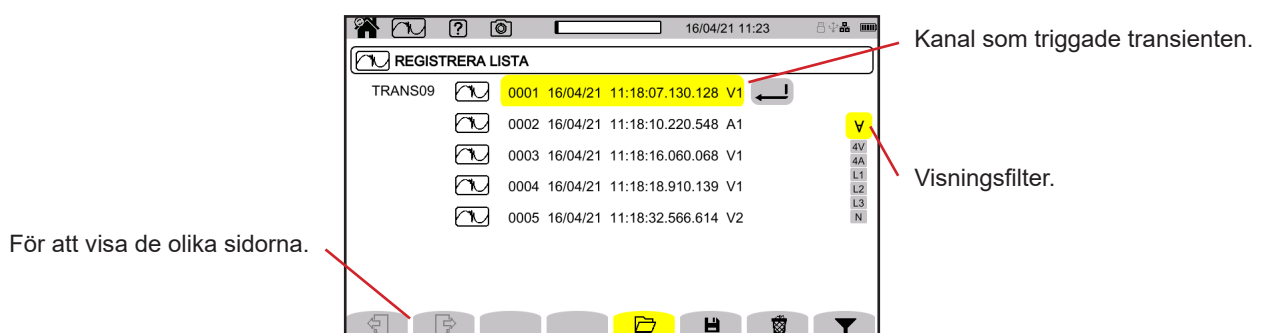 16/04/21 11:23
Kanal som triggade transienten.
REGISTRERA LISTA
TRANS09 0001 16/04/21 11:18:07.130.128 V1
0002 16/04/21 11:18:10.220.548 A1
0003 16/04/21 11:18:16.060.068 V1
0004 16/04/21 11:18:18.910.139 V1
0005 16/04/21 11:18:32.566.614 V2
∀
4V
4A
L1
L2
L3
N
Visningsfilter.
För att visa de olika sidorna.